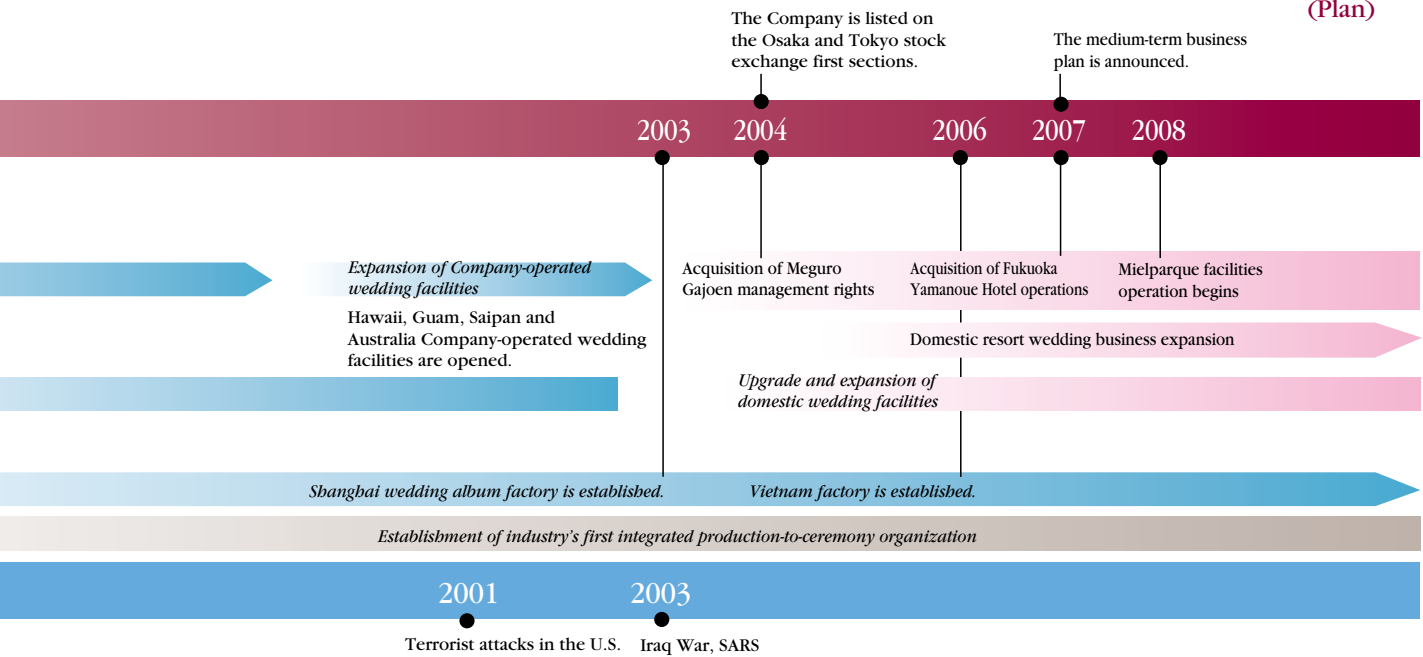 (Plan)
The Company is listed on
the Osaka and Tokyo stock
exchange first sections.
The medium-term business
plan is announced.
2003
2004
2006
2007
2008
Expansion of Company-operated
wedding facilities
Hawaii, Guam, Saipan and
Australia Company-operated wedding
facilities are opened.
Acquisition of Meguro
Gajoen management rights
Acquisition of Fukuoka
Yamanoue Hotel operations
Mielparque facilities
operation begins
Domestic resort wedding business expansion
Upgrade and expansion of
domestic wedding facilities
Shanghai wedding album factory is established.
Vietnam factory is established.
Establishment of industry's first integrated production-to-ceremony organization
2001
2003
Terrorist attacks in the U.S.
Iraq War, SARS